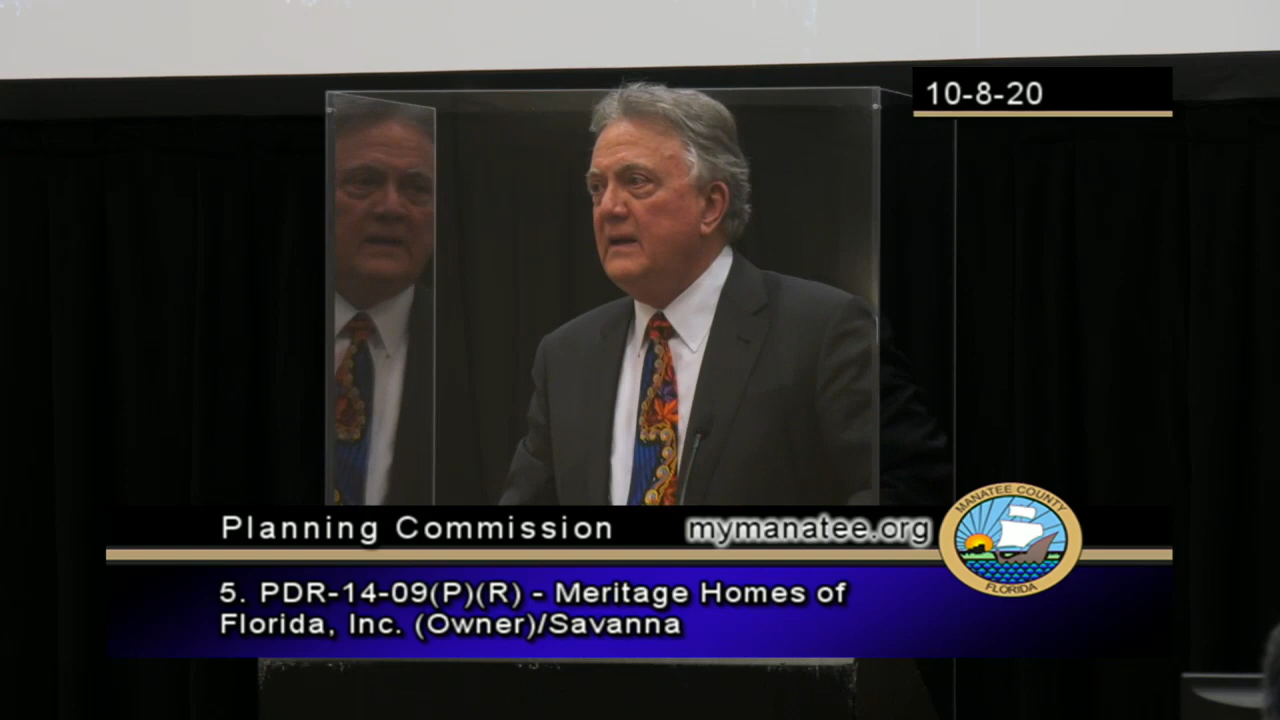 10-8-20
Planning Commission
mymanatee.org
MANATEE COUNTY
FLORIDA
5. PDR-14-09(P)(R) - Meritage Homes of
Florida, Inc. (Owner)/Savanna